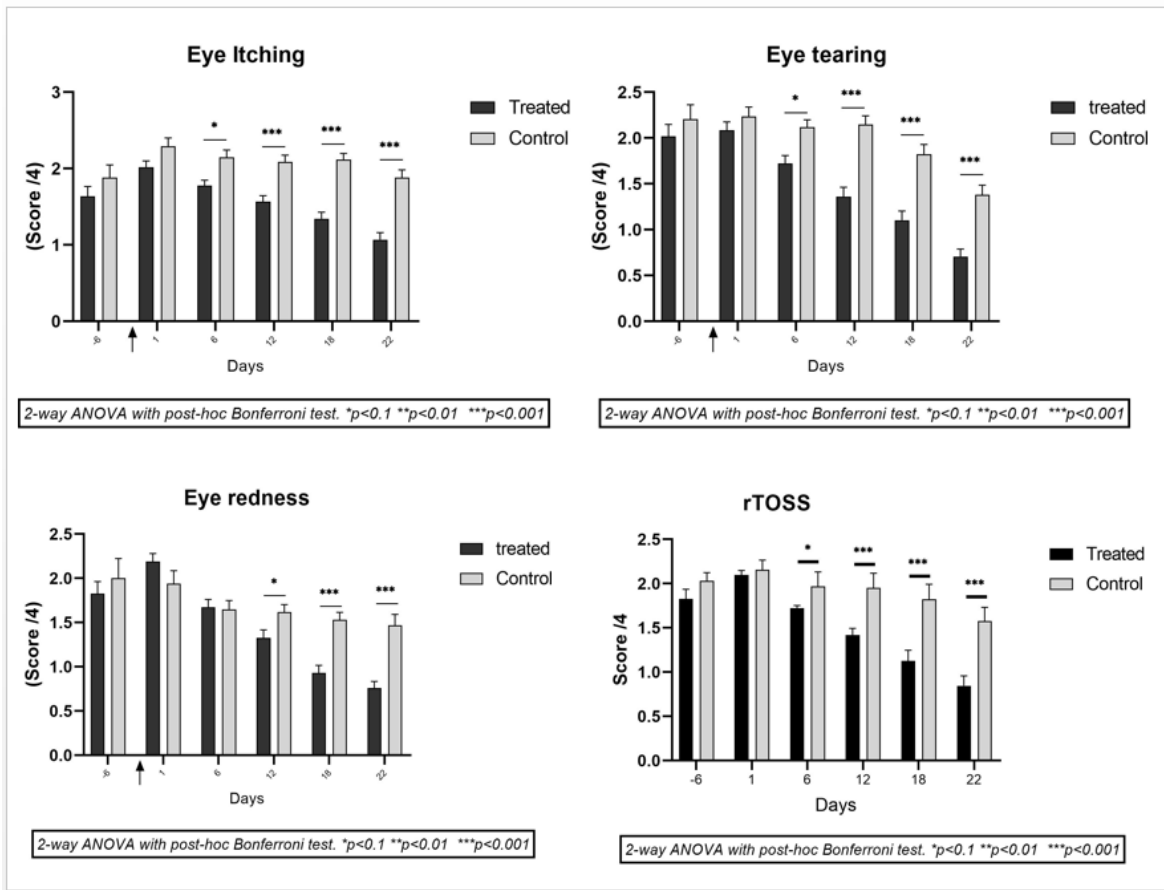 Eye Itching
3
2
1
0
(Score /4)
Treated
Control
*
***
***
***
-6
1
6
12
18
22
Days
2-way ANOVA with post-hoc Bonferroni test. *p<0.1 **p<0.01 ***p<0.001
Eye tearing
2.5
2.0
1.5
1.0
0.5
0.0
(Score /4)
treated
Control
*
***
***
***
-6
1
6
12
18
22
Days
2-way ANOVA with post-hoc Bonferroni test. *p<0.1 **p<0.01 ***p<0.001
Eye redness
2.5
2.0
1.5
1.0
0.5
0.0
(Score /4)
treated
Control
*
***
***
-6
1
6
12
18
22
Days
2-way ANOVA with post-hoc Bonferroni test. *p<0.1 **p<0.01 ***p<0.001
rTOSS
2.5
2.0
1.5
1.0
0.5
0.0
Score /4
Treated
Control
*
***
***
***
-6
1
6
12
18
22
Days
2-way ANOVA with post-hoc Bonferroni test. *p<0.1 **p<0.01 ***p<0.001